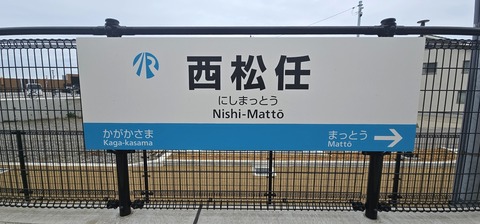 西松任
にしまっとう
Nishi-Mattō
かがかさま
Kaga-kasama
まっとう
Mattō